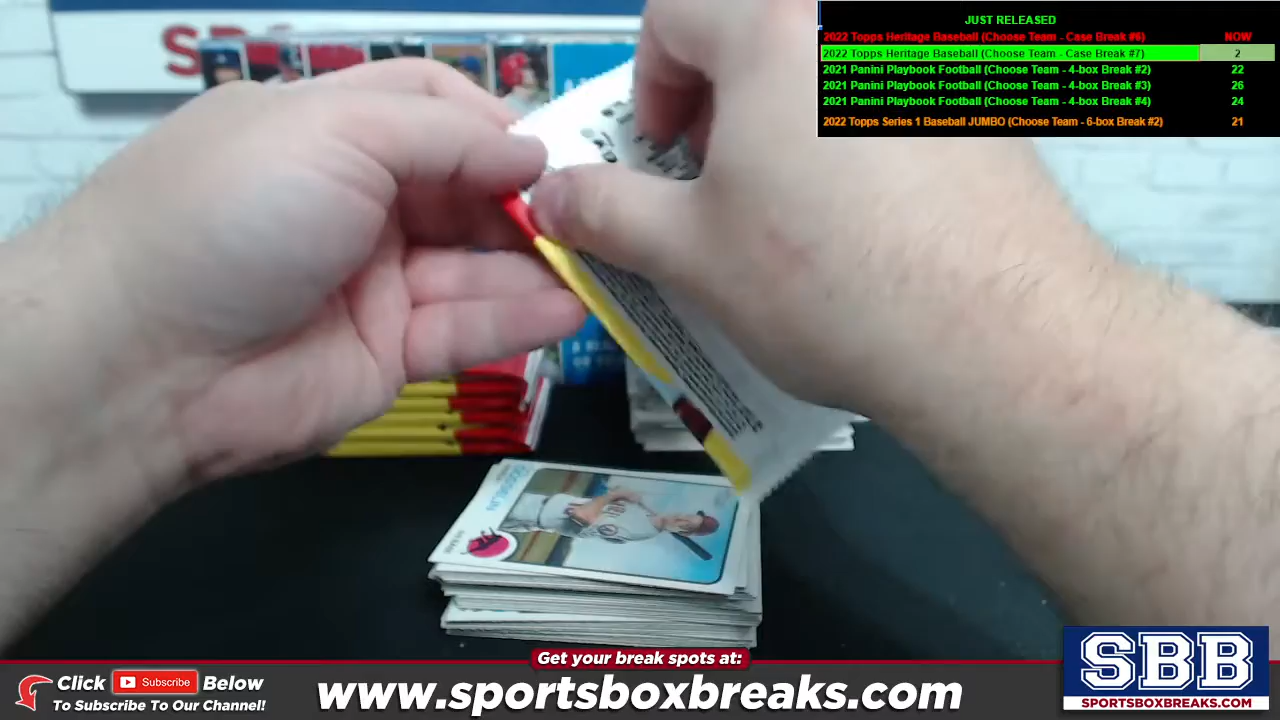 JUST RELEASED
2022 Topps Heritage Baseball (Choose Team - Case Break #6) NOW
2022 Topps Heritage Baseball (Choose Team - Case Break #7) 2
2021 Panini Playbook Football (Choose Team - 4-box Break #2) 22
2021 Panini Playbook Football (Choose Team - 4-box Break #3) 26
2021 Panini Playbook Football (Choose Team - 4-box Break #4) 24
2022 Topps Series 1 Baseball JUMBO (Choose Team - 6-box Break #2) 21
GOSSELIN
Get your break spots at:
Click Subscribe Below
To Subscribe To Our Channel!
www.sportsboxbreaks.com
SBB
SPORTSBOXBREAKS.COM